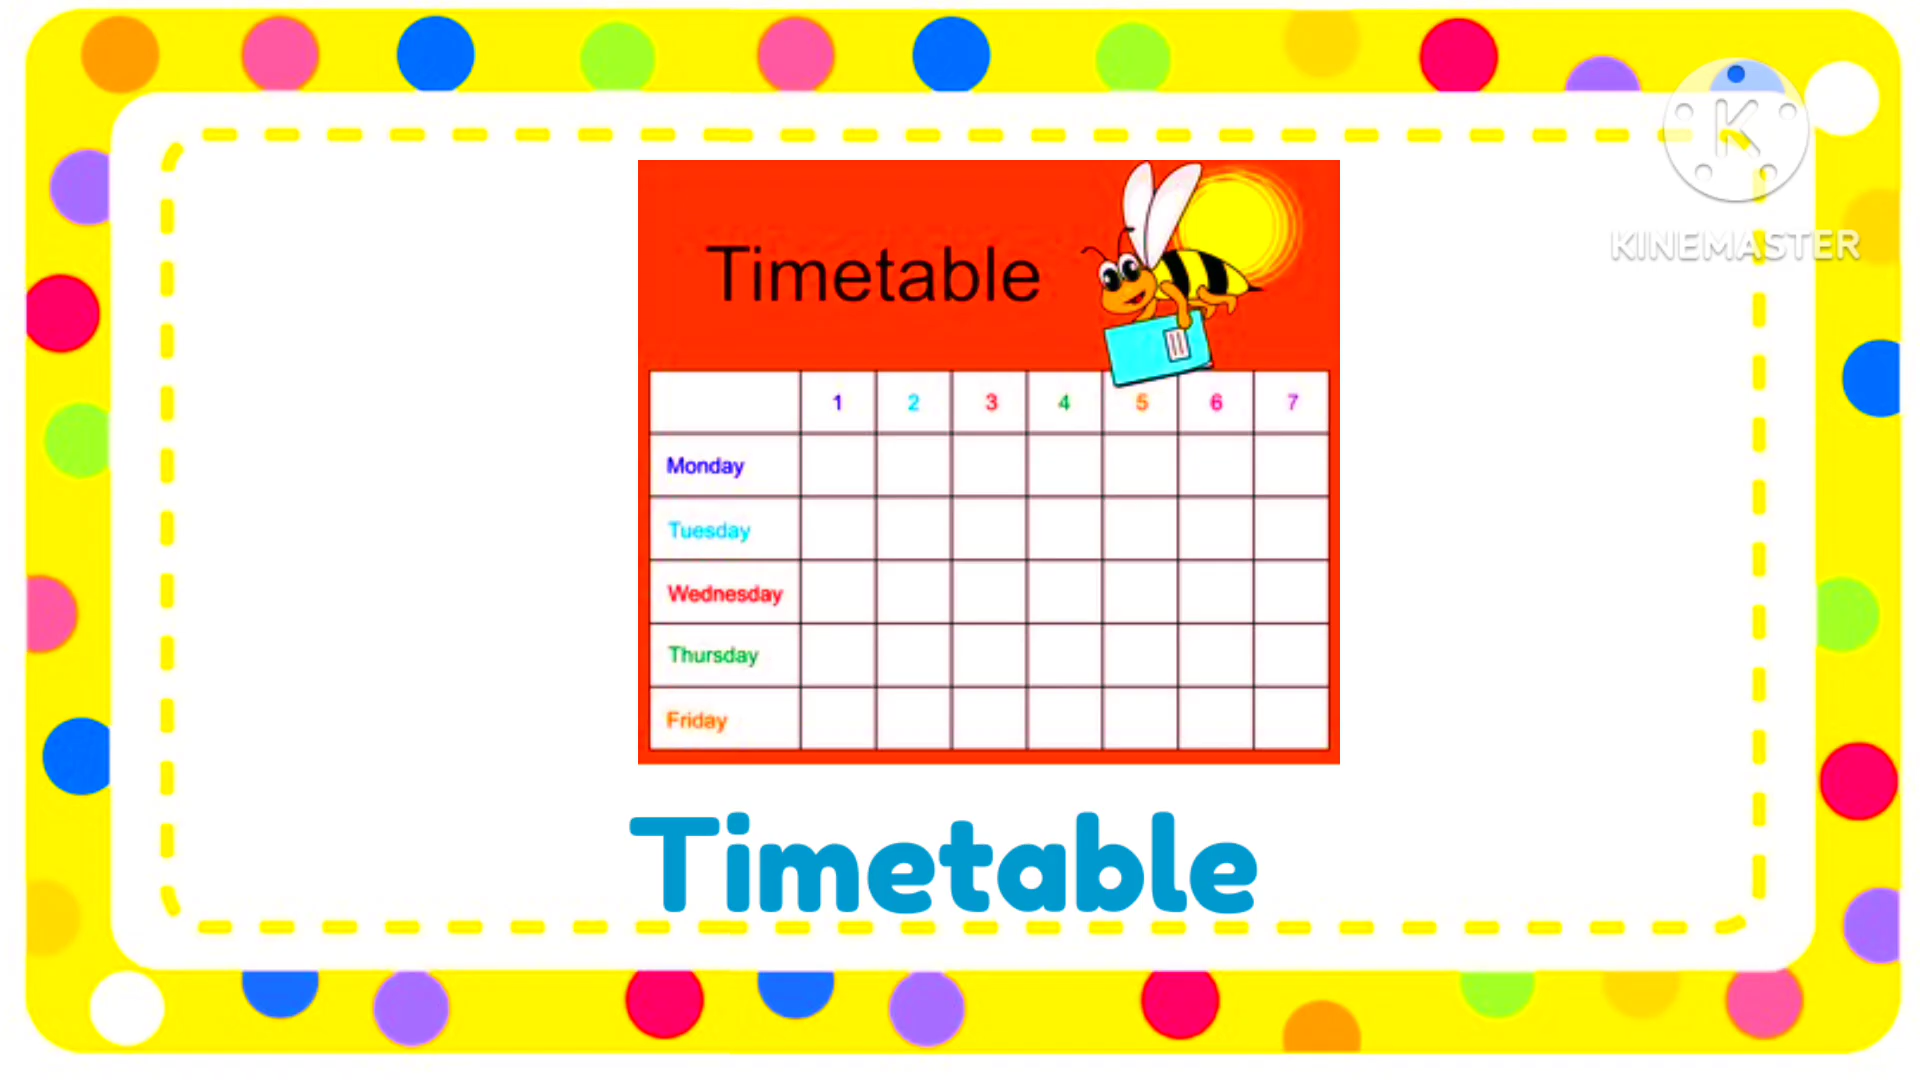 Timetable
1 2 3 4 5 6 7
Monday
Tuesday
Wednesday
Thursday
Friday
Timetable
K
KINEMASTER